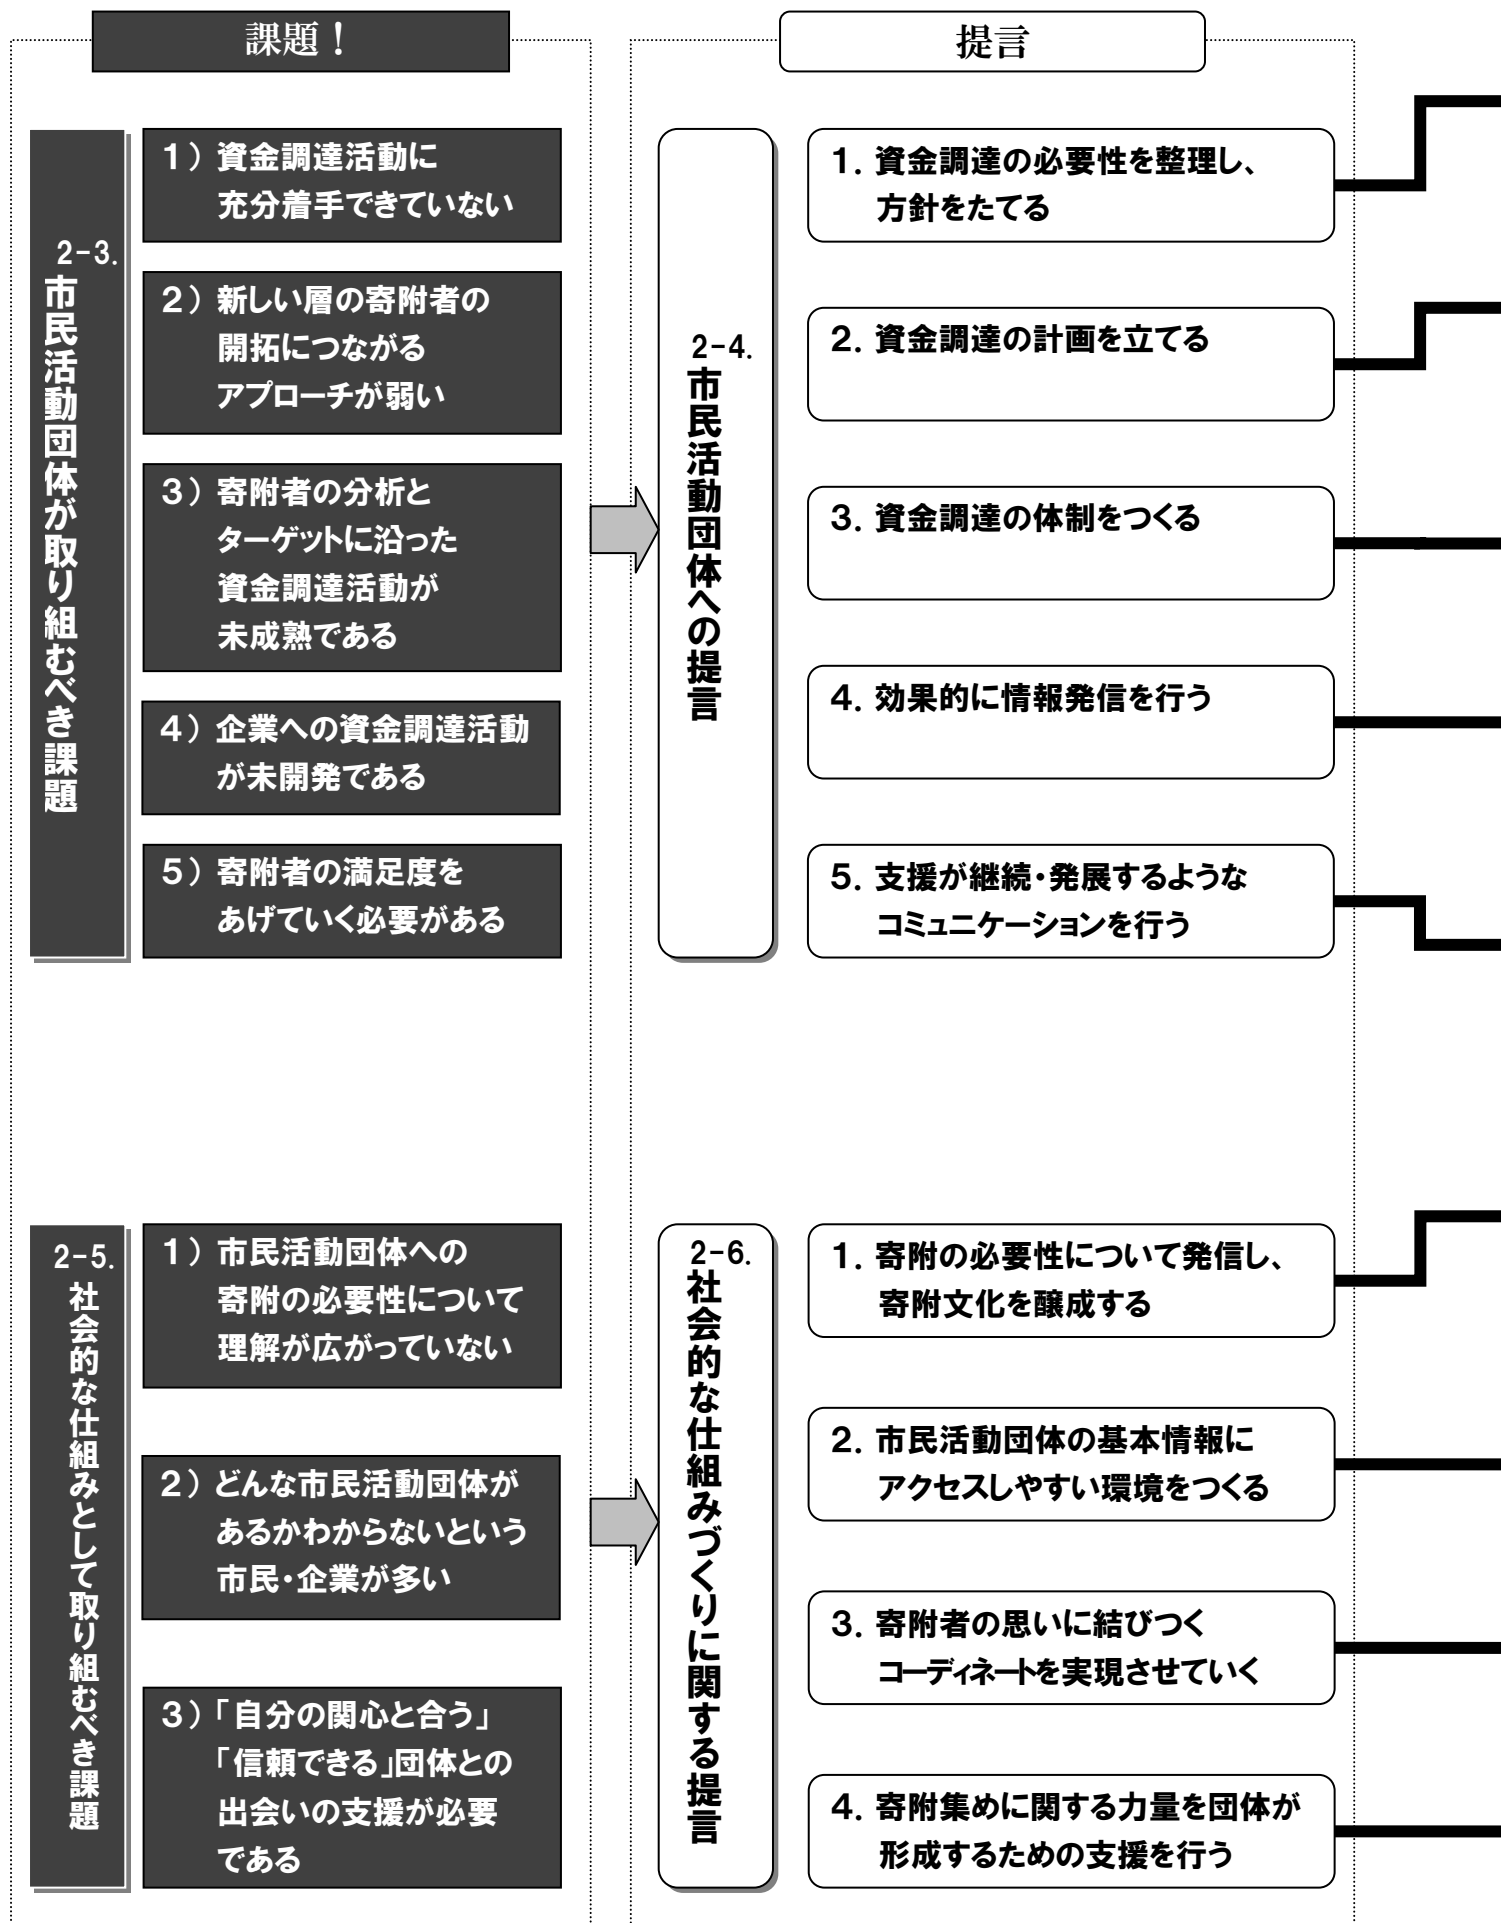 課題！
提言
2-3.
市民活動団体が取り組むべき課題
1）資金調達活動に
充分着手できていない
2）新しい層の寄附者の
開拓につながる
アプローチが弱い
3）寄附者の分析と
ターゲットに沿った
資金調達活動が
未成熟である
4）企業への資金調達活動
が未開発である
5）寄附者の満足度を
あげていく必要がある
2-4.
市民活動団体への提言
1．資金調達の必要性を整理し、
方針をたてる
2．資金調達の計画を立てる
3．資金調達の体制をつくる
4．効果的に情報発信を行う
5．支援が継続・発展するような
コミュニケーションを行う
2-5.
社会的な仕組みとして取り組むべき課題
1）市民活動団体への
寄附の必要性について
理解が広がっていない
2）どんな市民活動団体が
あるかわからないという
市民・企業が多い
3）「自分の関心と合う」
「信頼できる」団体との
出会いの支援が必要
である
2-6.
社会的な仕組みづくりに関する提言
1．寄附の必要性について発信し、
寄附文化を醸成する
2．市民活動団体の基本情報に
アクセスしやすい環境をつくる
3．寄附者の思いに結びつく
コーディネートを実現させていく
4．寄附集めに関する力量を団体が
形成するための支援を行う